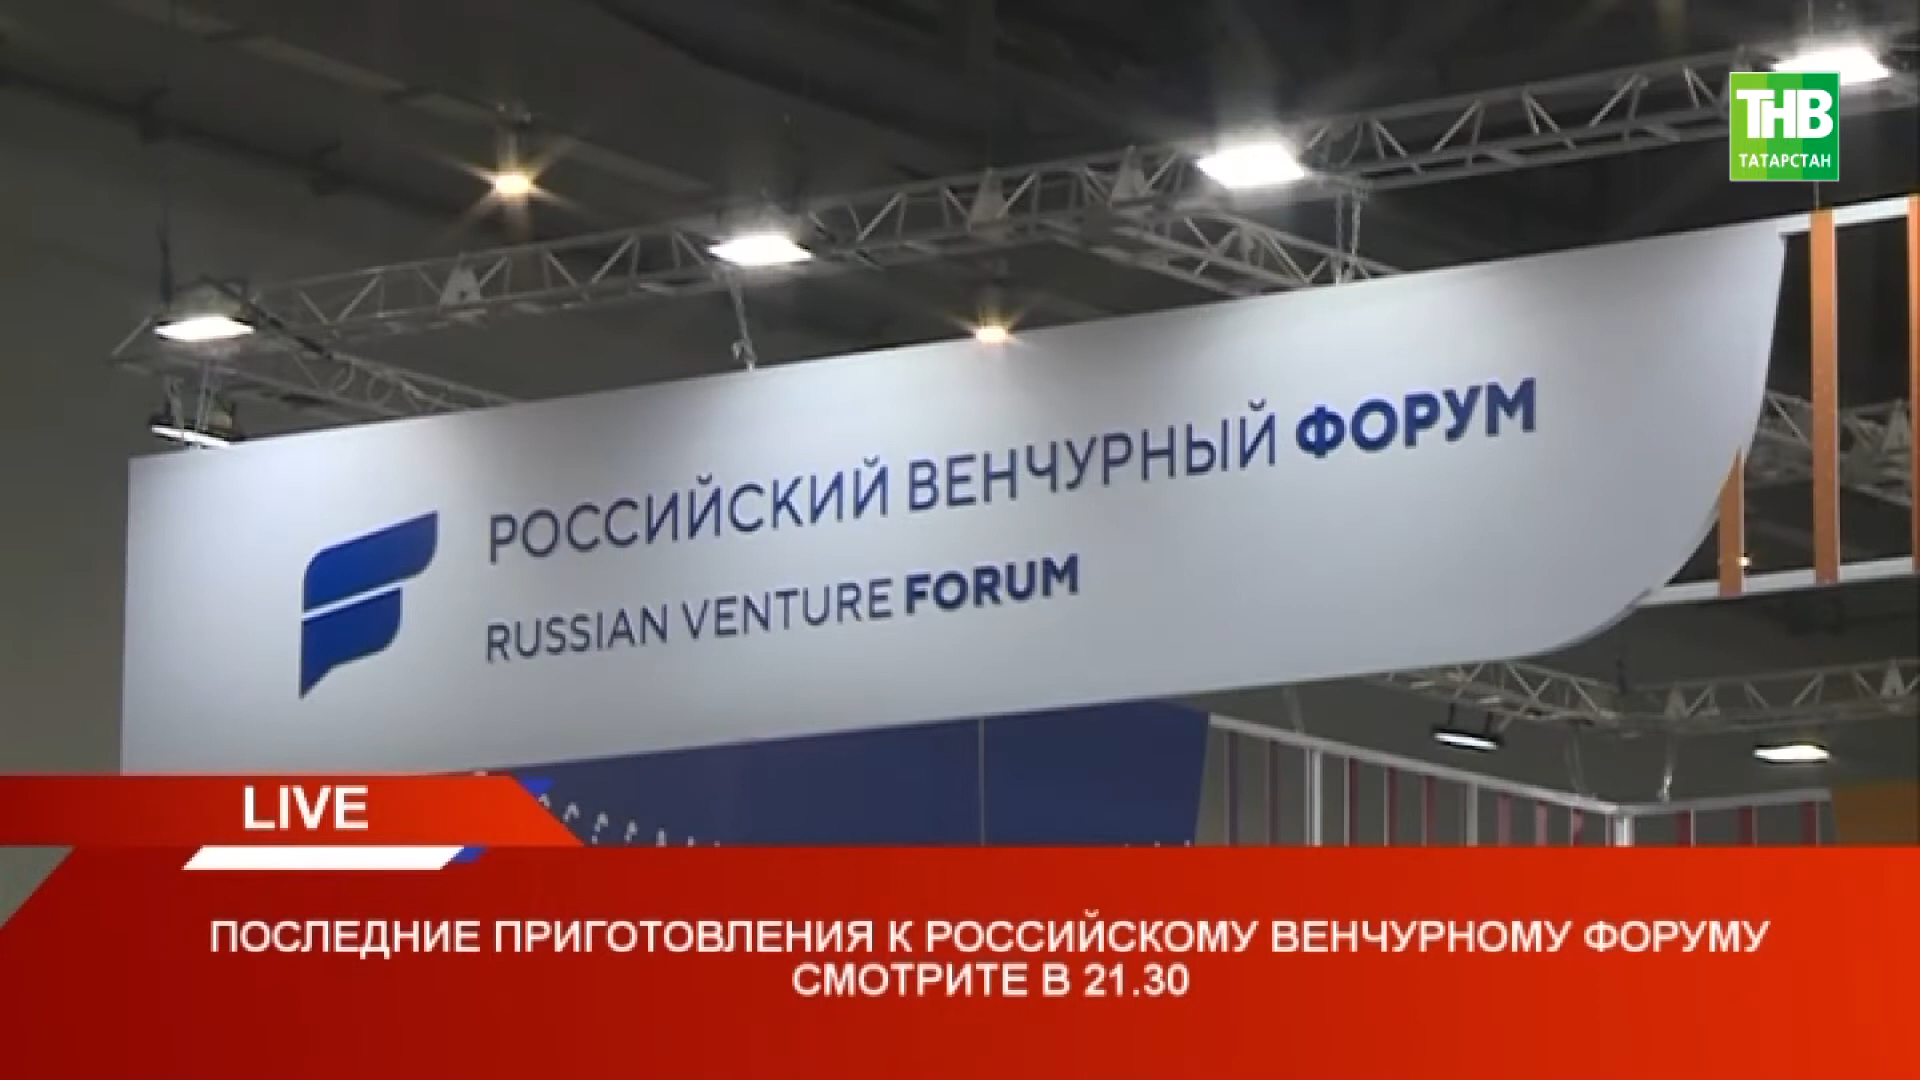 ТНВ
ТАТАРСТАН
РОССИЙСКИЙ ВЕНЧУРНЫЙ ФОРУМ
RUSSIAN VENTURE FORUM
LIVE
ПОСЛЕДНИЕ ПРИГОТОВЛЕНИЯ К РОССИЙСКОМУ ВЕНЧУРНОМУ ФОРУМУ
СМОТРИТЕ В 21.30